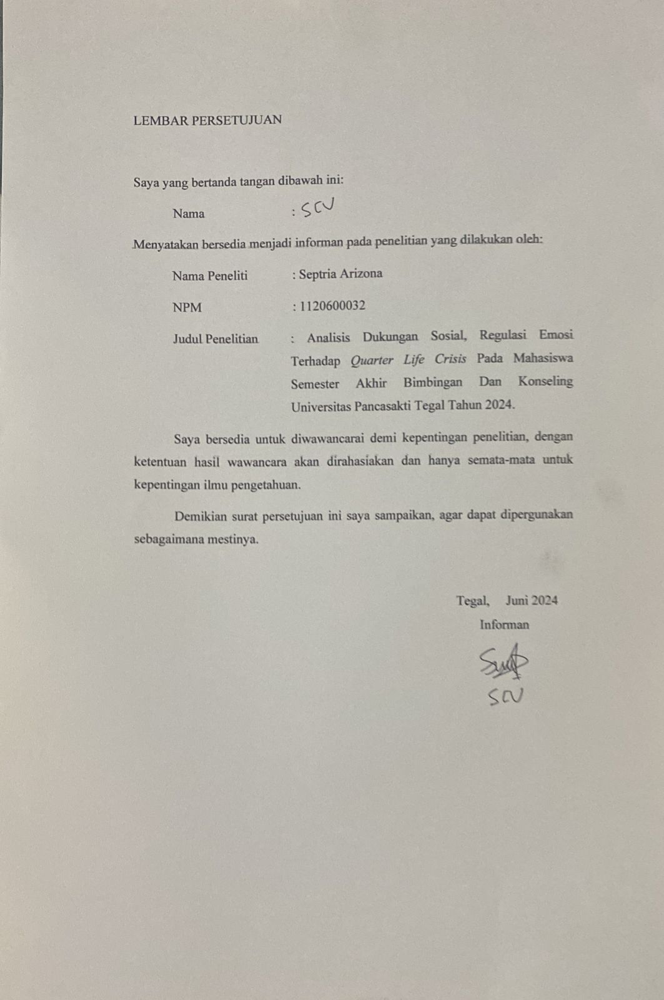 LEMBAR PERSETUJUAN
Saya yang bertanda tangan dibawah ini:
Nama : SCN
Menyatakan bersedia menjadi informan pada penelitian yang dilakukan oleh:
Nama Peneliti : Septria Arizona
NPM : 1120600032
Judul Penelitian : Analisis Dukungan Sosial, Regulasi Emosi
Terhadap Quarter Life Crisis Pada Mahasiswa
Semester Akhir Bimbingan Dan Konseling
Universitas Pancasakti Tegal Tahun 2024.
Saya bersedia untuk diwawancarai demi kepentingan penelitian, dengan
ketentuan hasil wawancara akan dirahasiakan dan hanya semata-mata untuk
kepentingan ilmu pengetahuan.
Demikian surat persetujuan ini saya sampaikan, agar dapat dipergunakan
sebagaimana mestinya.
Tegal, Juni 2024
Informan
SCN